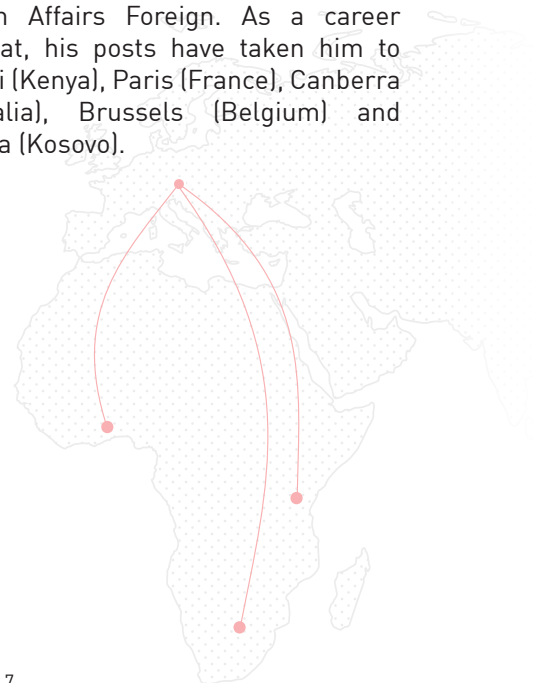 n Affairs Foreign. As a career
at, his posts have taken him to
i (Kenya), Paris (France), Canberra
alia), Brussels (Belgium) and
a (Kosovo).
7